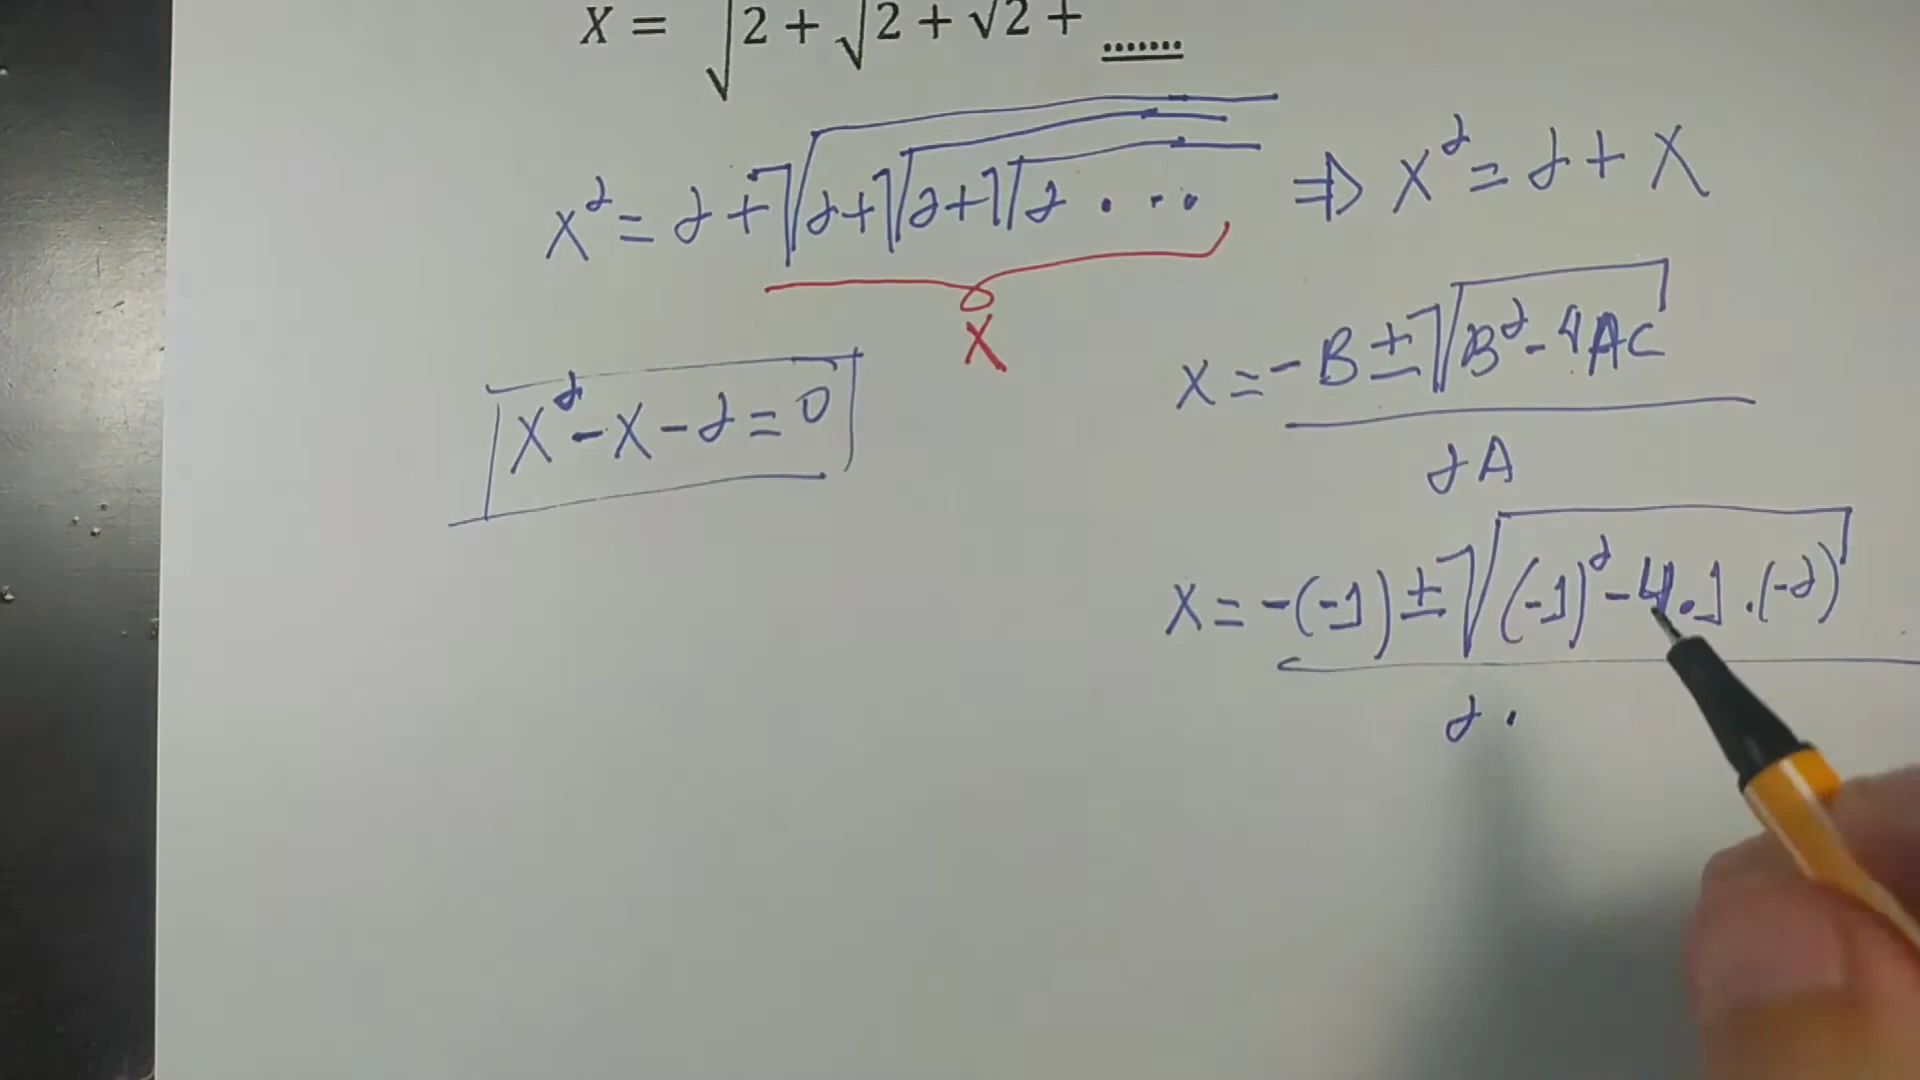 X = √2 + √2 + √2 + .......
X² = 2 + √2 + √2 + √2 . . . ⇒ X² = 2 + X
X
X² - X - 2 = 0
X = -B ± √B² - 4AC
2A
X = -(-1) ± √(-1)² - 4 . 1 . (-2)
2 .